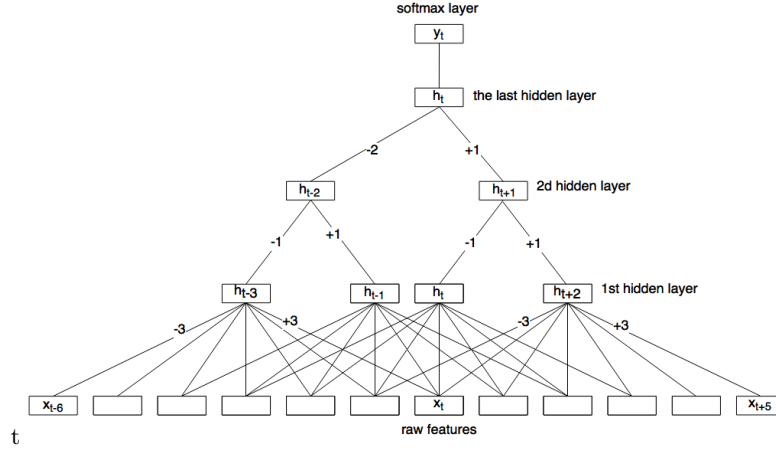 softmax layer
yₜ
hₜ the last hidden layer
-2 +1
hₜ₋₂ hₜ₊₁ 2d hidden layer
-1 +1 -1 +1
hₜ₋₃ hₜ₋₁ hₜ hₜ₊₂ 1st hidden layer
-3 +3 -3 +3
xₜ₋₆ xₜ xₜ₊₅
raw features
t